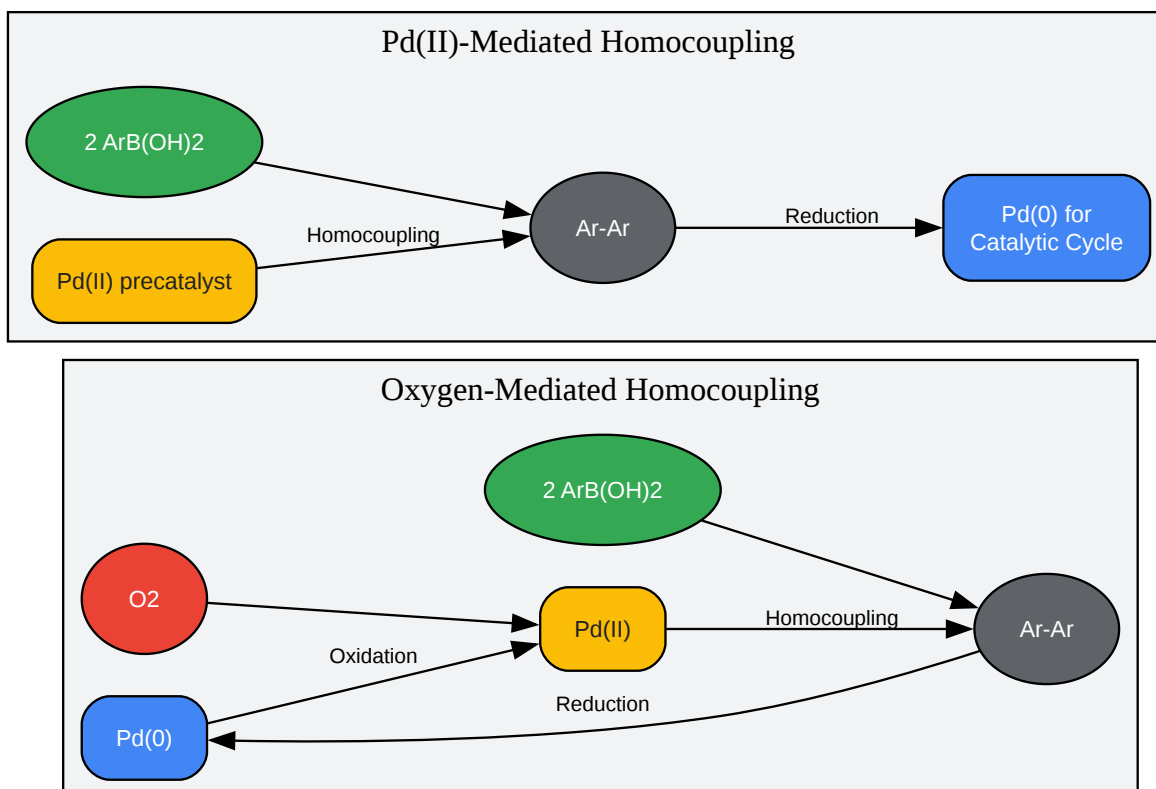 Pd(II)-Mediated Homocoupling
2 ArB(OH)2
Pd(II) precatalyst
Homocoupling
Ar-Ar
Reduction
Pd(0) for
Catalytic Cycle
Oxygen-Mediated Homocoupling
2 ArB(OH)2
O2
Pd(0)
Oxidation
Pd(II)
Homocoupling
Ar-Ar
Reduction